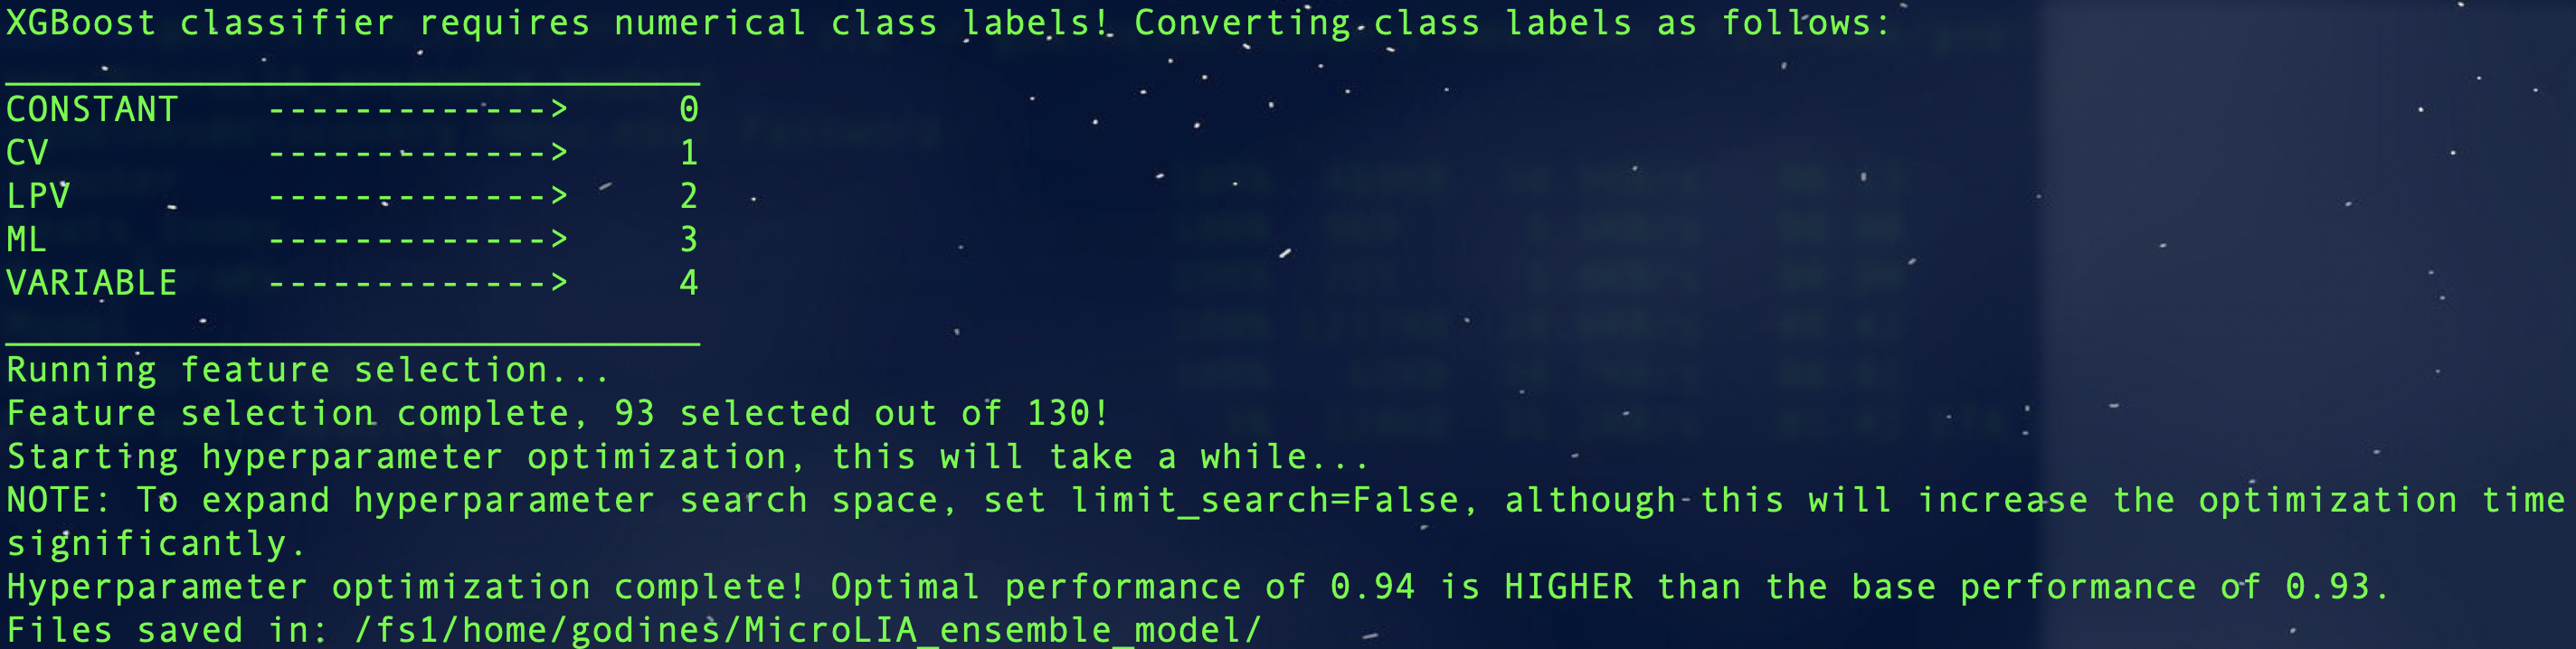 XGBoost classifier requires numerical class labels! Converting class labels as follows:
CONSTANT -------------> 0
CV -------------> 1
LPV -------------> 2
ML -------------> 3
VARIABLE -------------> 4
Running feature selection...
Feature selection complete, 93 selected out of 130!
Starting hyperparameter optimization, this will take a while...
NOTE: To expand hyperparameter search space, set limit_search=False, although this will increase the optimization time
significantly.
Hyperparameter optimization complete! Optimal performance of 0.94 is HIGHER than the base performance of 0.93.
Files saved in: /fs1/home/godines/MicroLIA_ensemble_model/